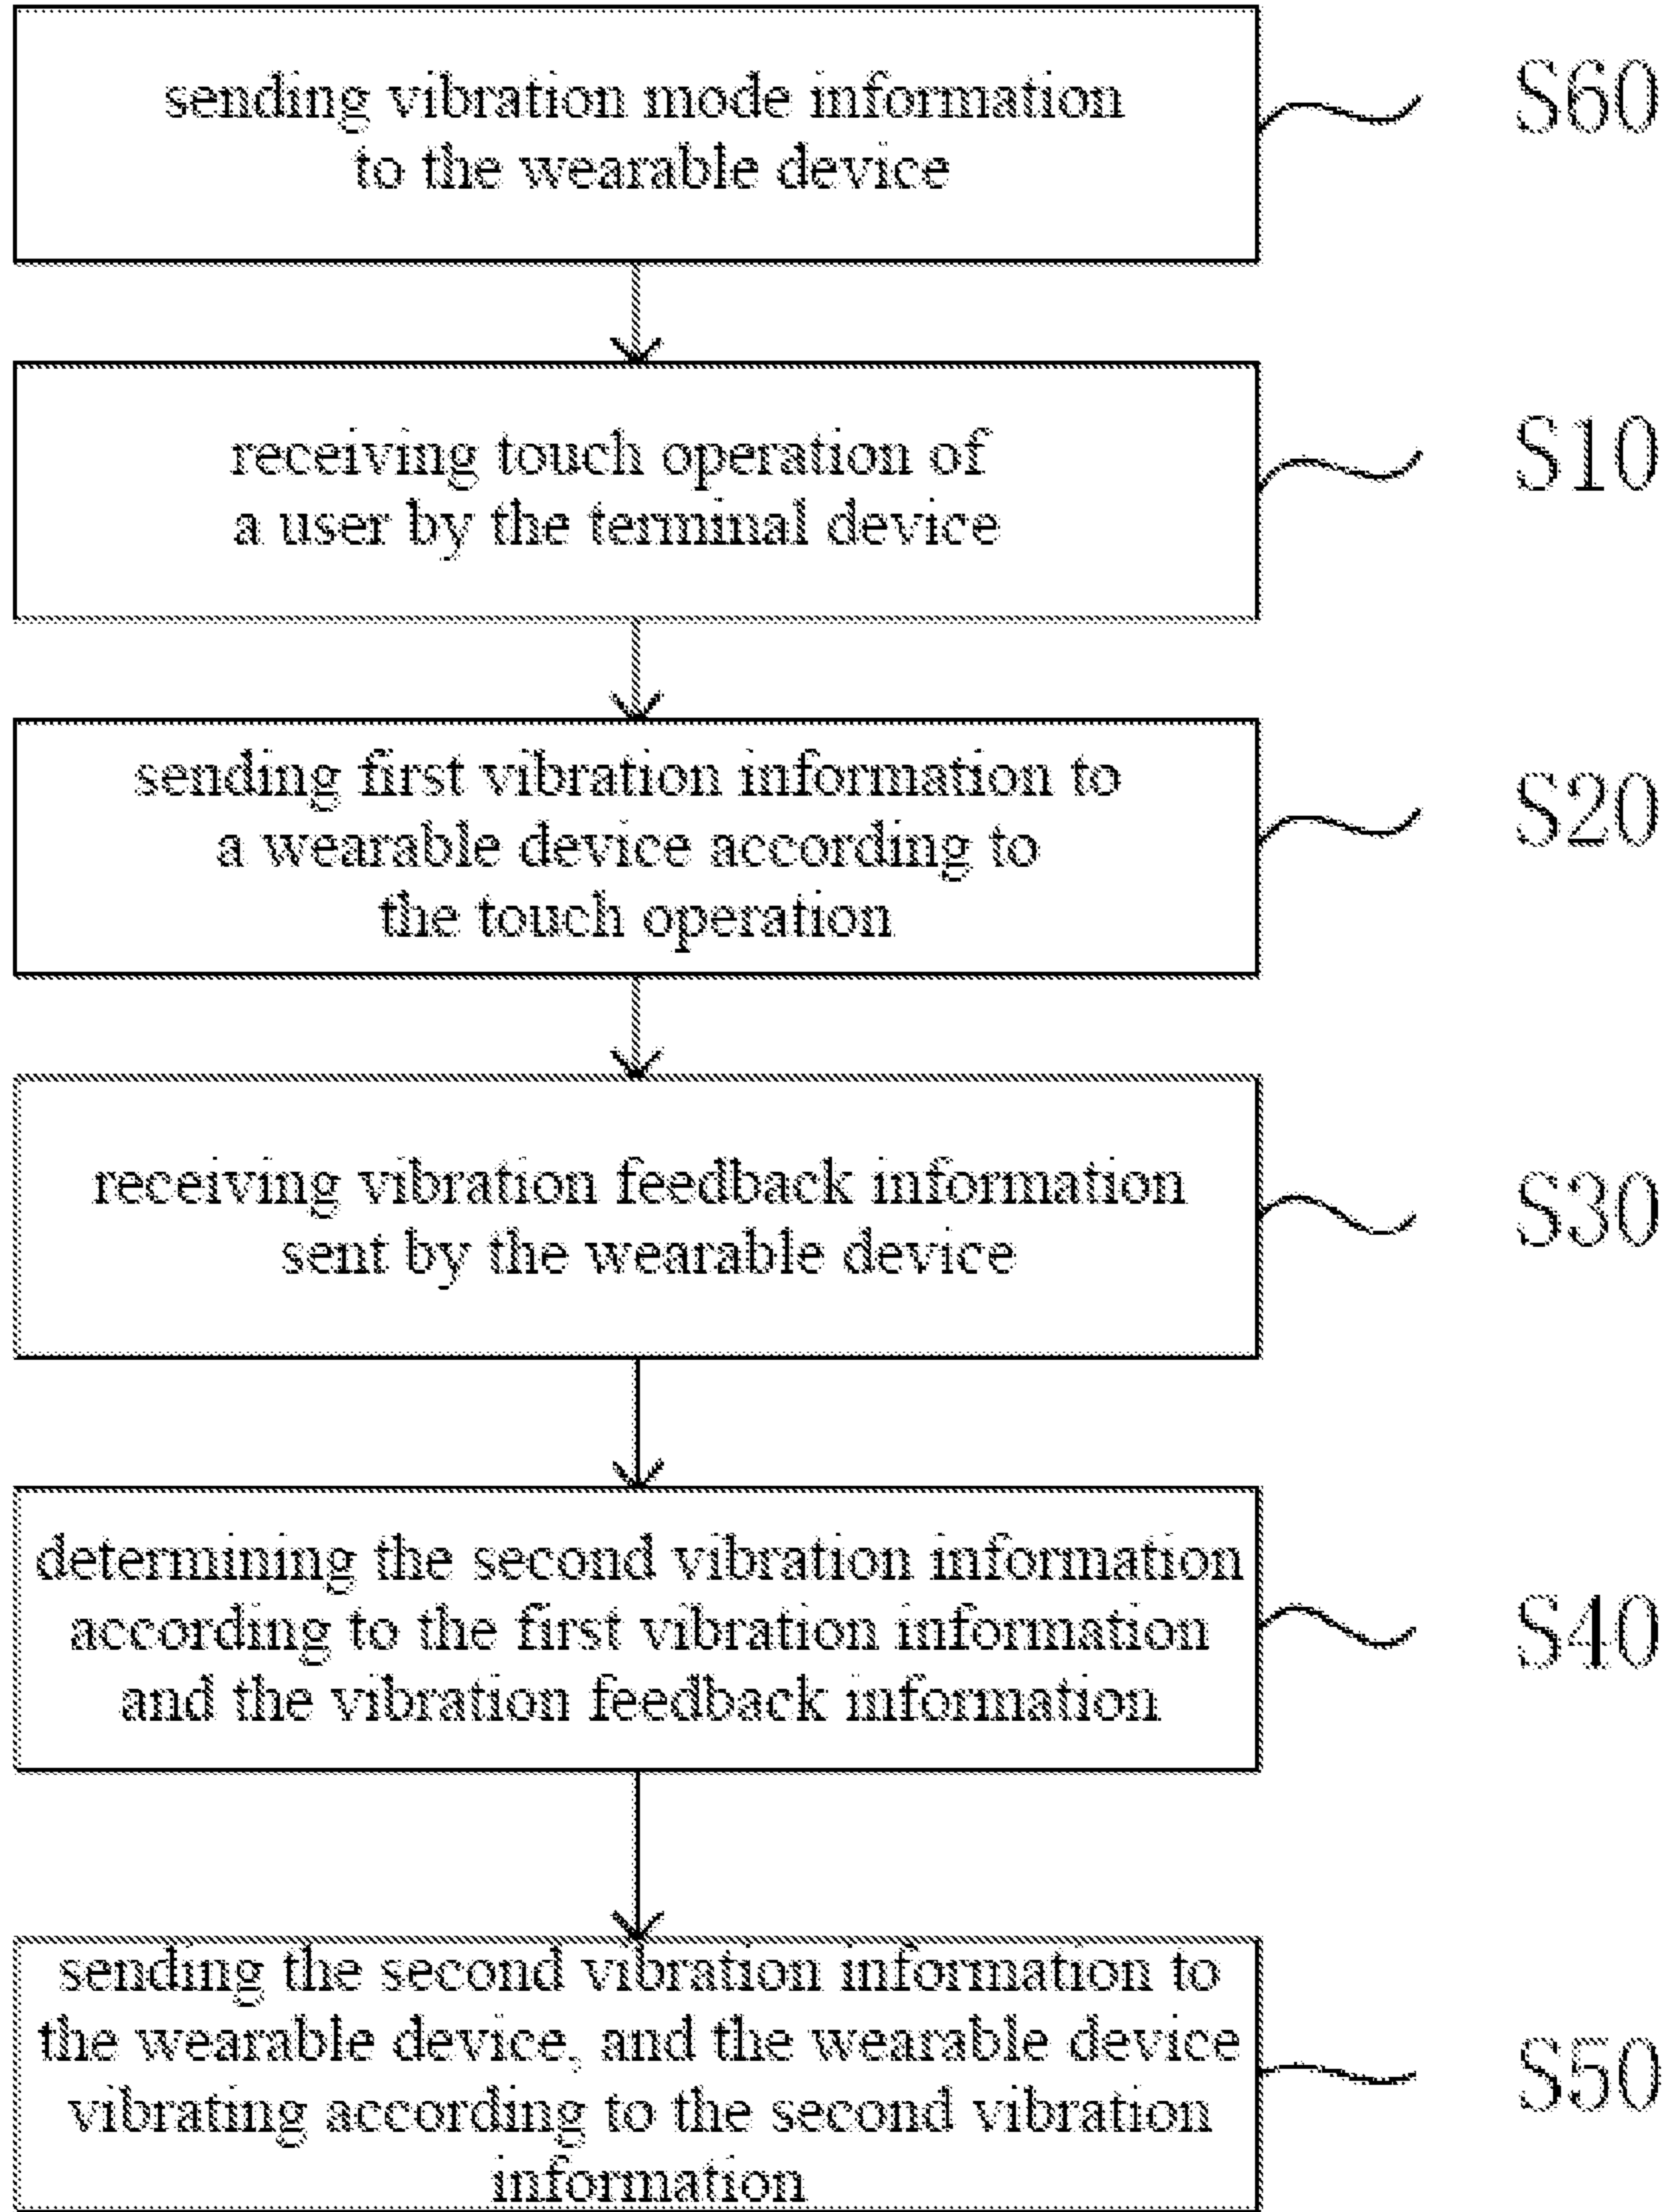 sending vibration mode information
to the wearable device
S60
receiving touch operation of
a user by the terminal device
S10
sending first vibration information to
a wearable device according to
the touch operation
S20
receiving vibration feedback information
sent by the wearable device
S30
determining the second vibration information
according to the first vibration information
and the vibration feedback information
S40
sending the second vibration information to
the wearable device, and the wearable device
vibrating according to the second vibration
information
S50